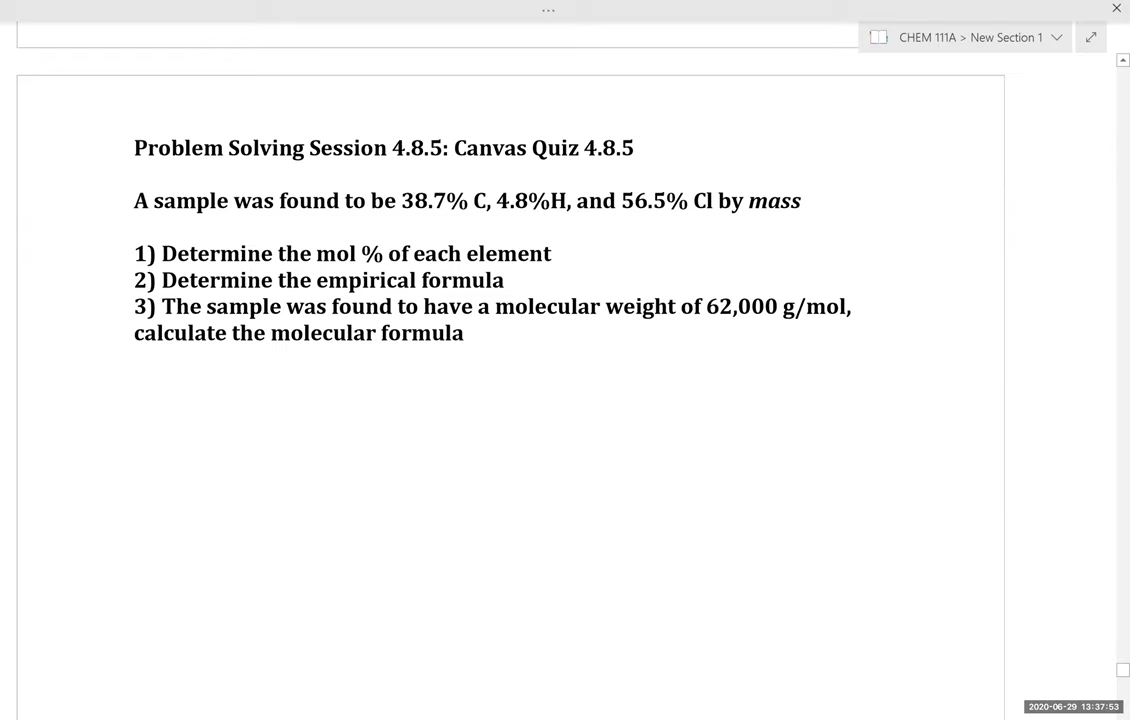 ...
CHEM 111A > New Section 1
Problem Solving Session 4.8.5: Canvas Quiz 4.8.5
A sample was found to be 38.7% C, 4.8%H, and 56.5% Cl by mass
1) Determine the mol % of each element
2) Determine the empirical formula
3) The sample was found to have a molecular weight of 62,000 g/mol,
calculate the molecular formula
2020-06-29 13:37:53